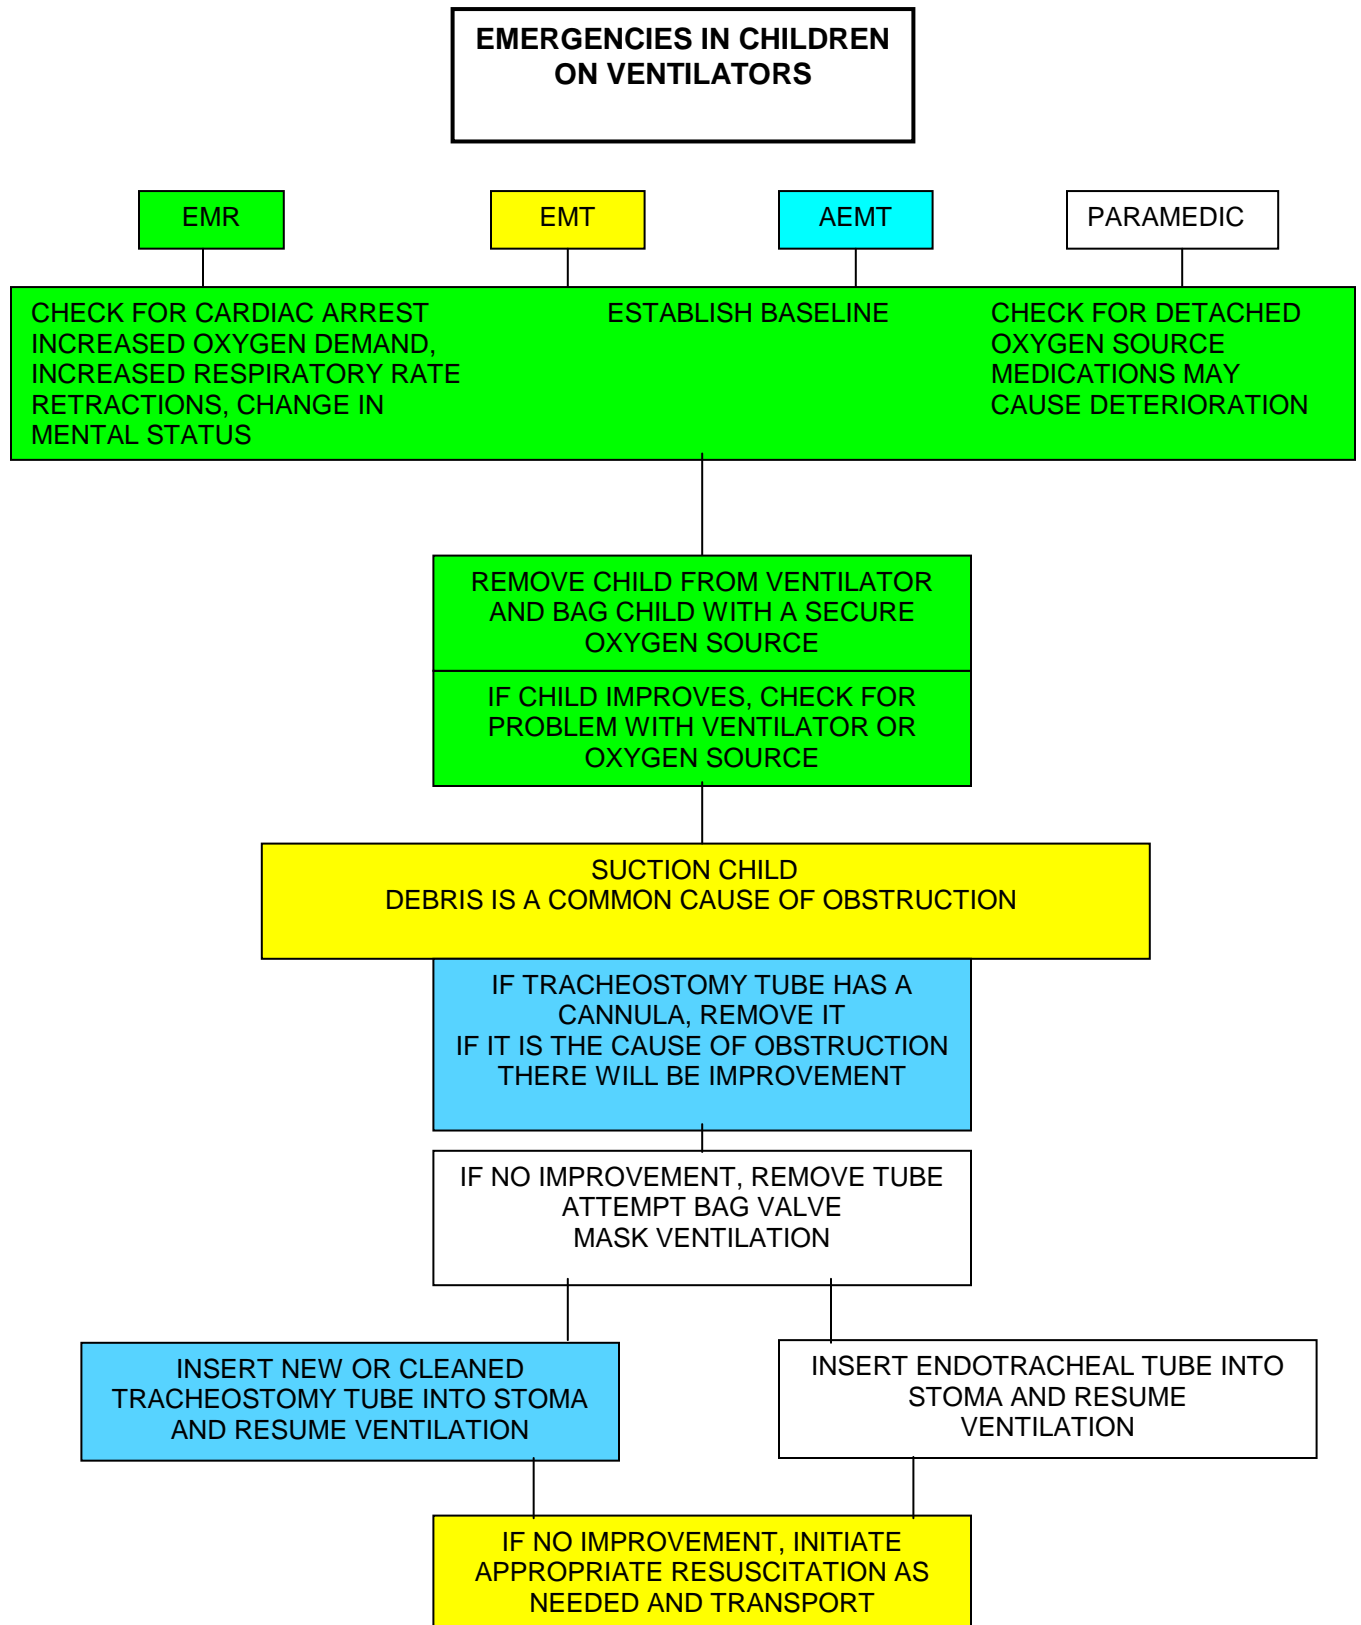 EMERGENCIES IN CHILDREN
ON VENTILATORS
EMR
EMT
AEMT
PARAMEDIC
CHECK FOR CARDIAC ARREST
INCREASED OXYGEN DEMAND,
INCREASED RESPIRATORY RATE
RETRACTIONS, CHANGE IN
MENTAL STATUS
ESTABLISH BASELINE
CHECK FOR DETACHED
OXYGEN SOURCE
MEDICATIONS MAY
CAUSE DETERIORATION
REMOVE CHILD FROM VENTILATOR
AND BAG CHILD WITH A SECURE
OXYGEN SOURCE
IF CHILD IMPROVES, CHECK FOR
PROBLEM WITH VENTILATOR OR
OXYGEN SOURCE
SUCTION CHILD
DEBRIS IS A COMMON CAUSE OF OBSTRUCTION
IF TRACHEOSTOMY TUBE HAS A
CANNULA, REMOVE IT
IF IT IS THE CAUSE OF OBSTRUCTION
THERE WILL BE IMPROVEMENT
IF NO IMPROVEMENT, REMOVE TUBE
ATTEMPT BAG VALVE
MASK VENTILATION
INSERT NEW OR CLEANED
TRACHEOSTOMY TUBE INTO STOMA
AND RESUME VENTILATION
INSERT ENDOTRACHEAL TUBE INTO
STOMA AND RESUME
VENTILATION
IF NO IMPROVEMENT, INITIATE
APPROPRIATE RESUSCITATION AS
NEEDED AND TRANSPORT